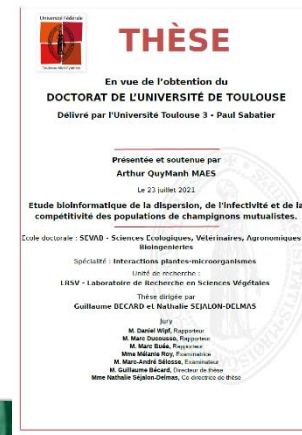 Université Fédérale
Toulouse Midi-Pyrénées
THÈSE
En vue de l'obtention du
DOCTORAT DE L'UNIVERSITÉ DE TOULOUSE
Délivré par l'Université Toulouse 3 - Paul Sabatier
Présentée et soutenue par
Arthur QuyManh MAES
Le 23 juillet 2021
Etude bioinformatique de la dispersion, de l'infectivité et de la
compétitivité des populations de champignons mutualistes.
Ecole doctorale : SEVAB - Sciences Ecologiques, Vétérinaires, Agronomiques
Bioingenieries
Spécialité : Interactions plantes-microorganismes
Unité de recherche :
LRSV - Laboratoire de Recherche en Sciences Végétales
Thèse dirigée par
Guillaume BECARD et Nathalie SEJALON-DELMAS
Jury
M. Daniel Wipf, Rapporteur
M. Marc Ducousso, Rapporteur
M. Marc Buée, Rapporteur
Mme Mélanie Roy, Examinatrice
M. Marc-André Selosse, Examinateur
M. Guillaume Bécard, Directeur de thèse
Mme Nathalie Séjalon-Delmas, Co-directrice de thèse